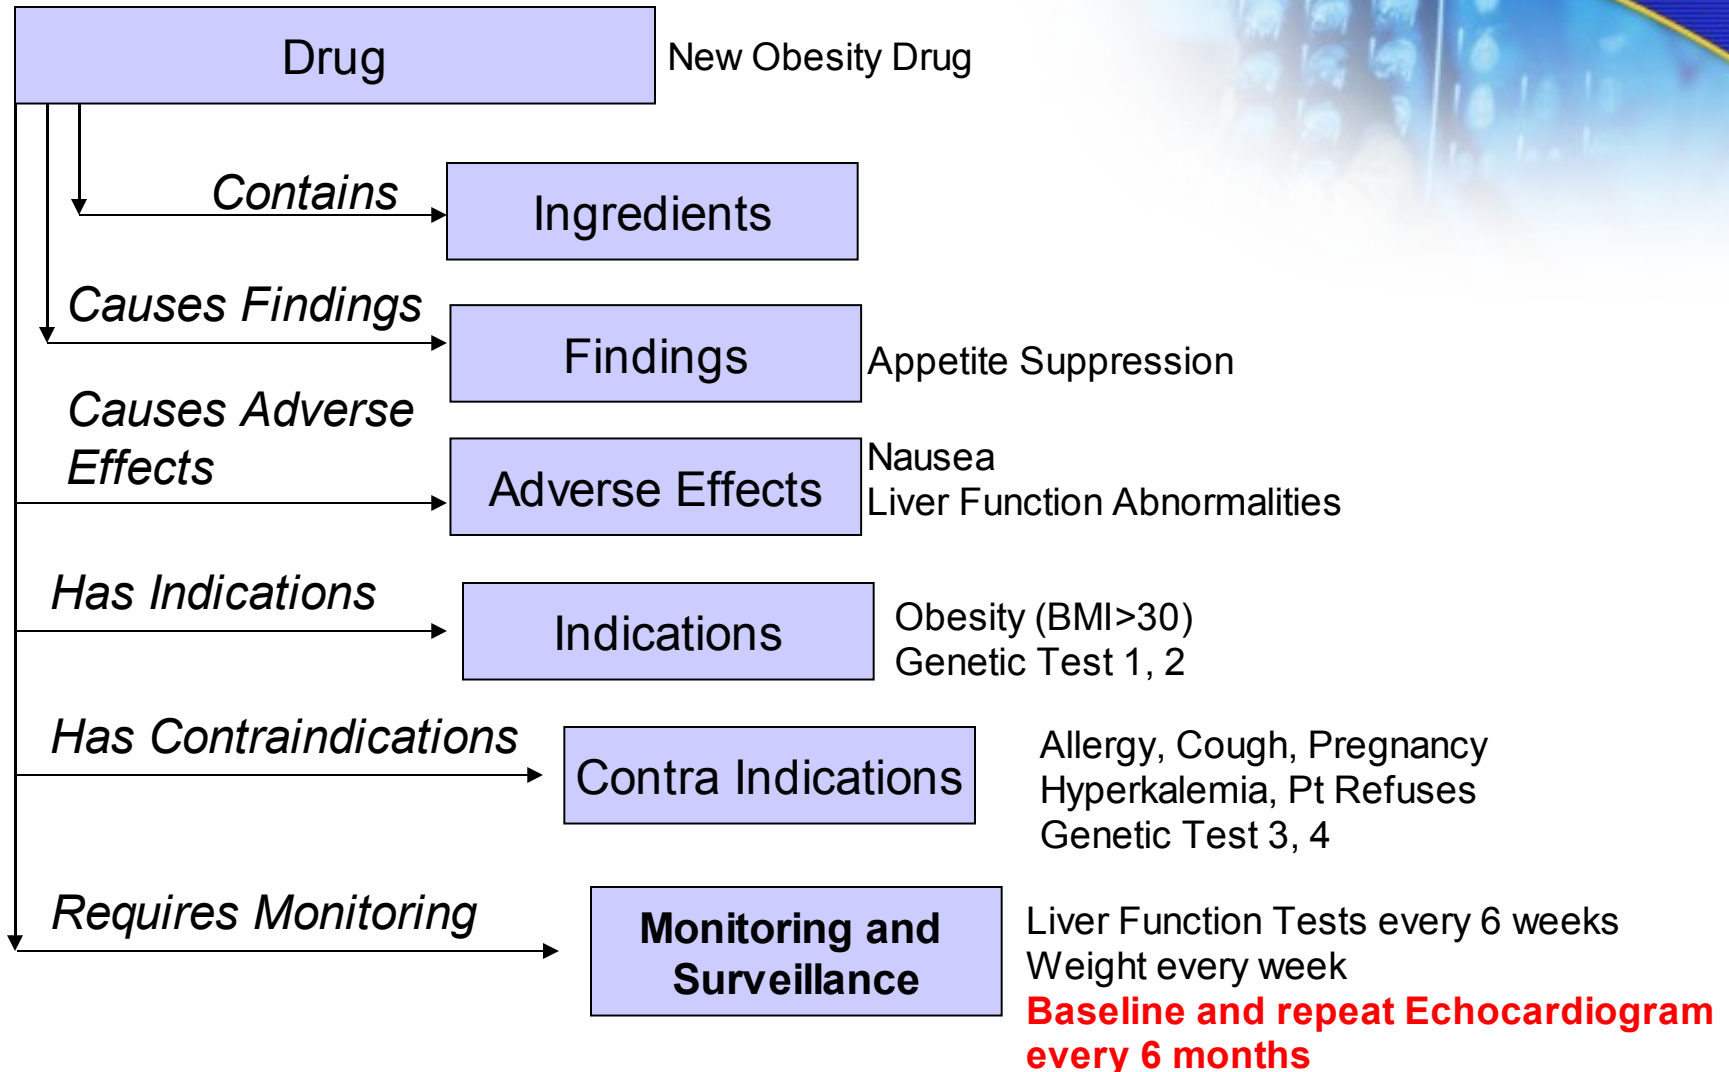 Drug
New Obesity Drug
Contains
Ingredients
Causes Findings
Findings
Appetite Suppression
Causes Adverse
Effects
Adverse Effects
Nausea
Liver Function Abnormalities
Has Indications
Indications
Obesity (BMI>30)
Genetic Test 1, 2
Has Contraindications
Contra Indications
Allergy, Cough, Pregnancy
Hyperkalemia, Pt Refuses
Genetic Test 3, 4
Requires Monitoring
Monitoring and
Surveillance
Liver Function Tests every 6 weeks
Weight every week
Baseline and repeat Echocardiogram
every 6 months